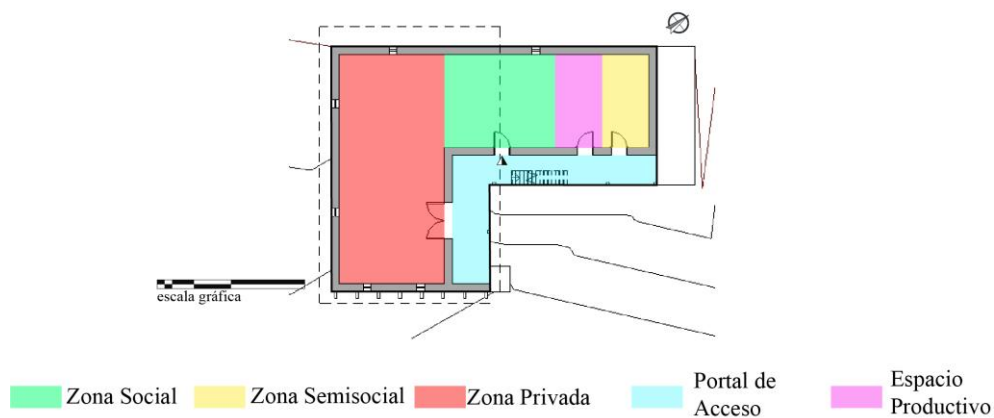 escala gráfica
Zona Social
Zona Semisocial
Zona Privada
Portal de
Acceso
Espacio
Productivo